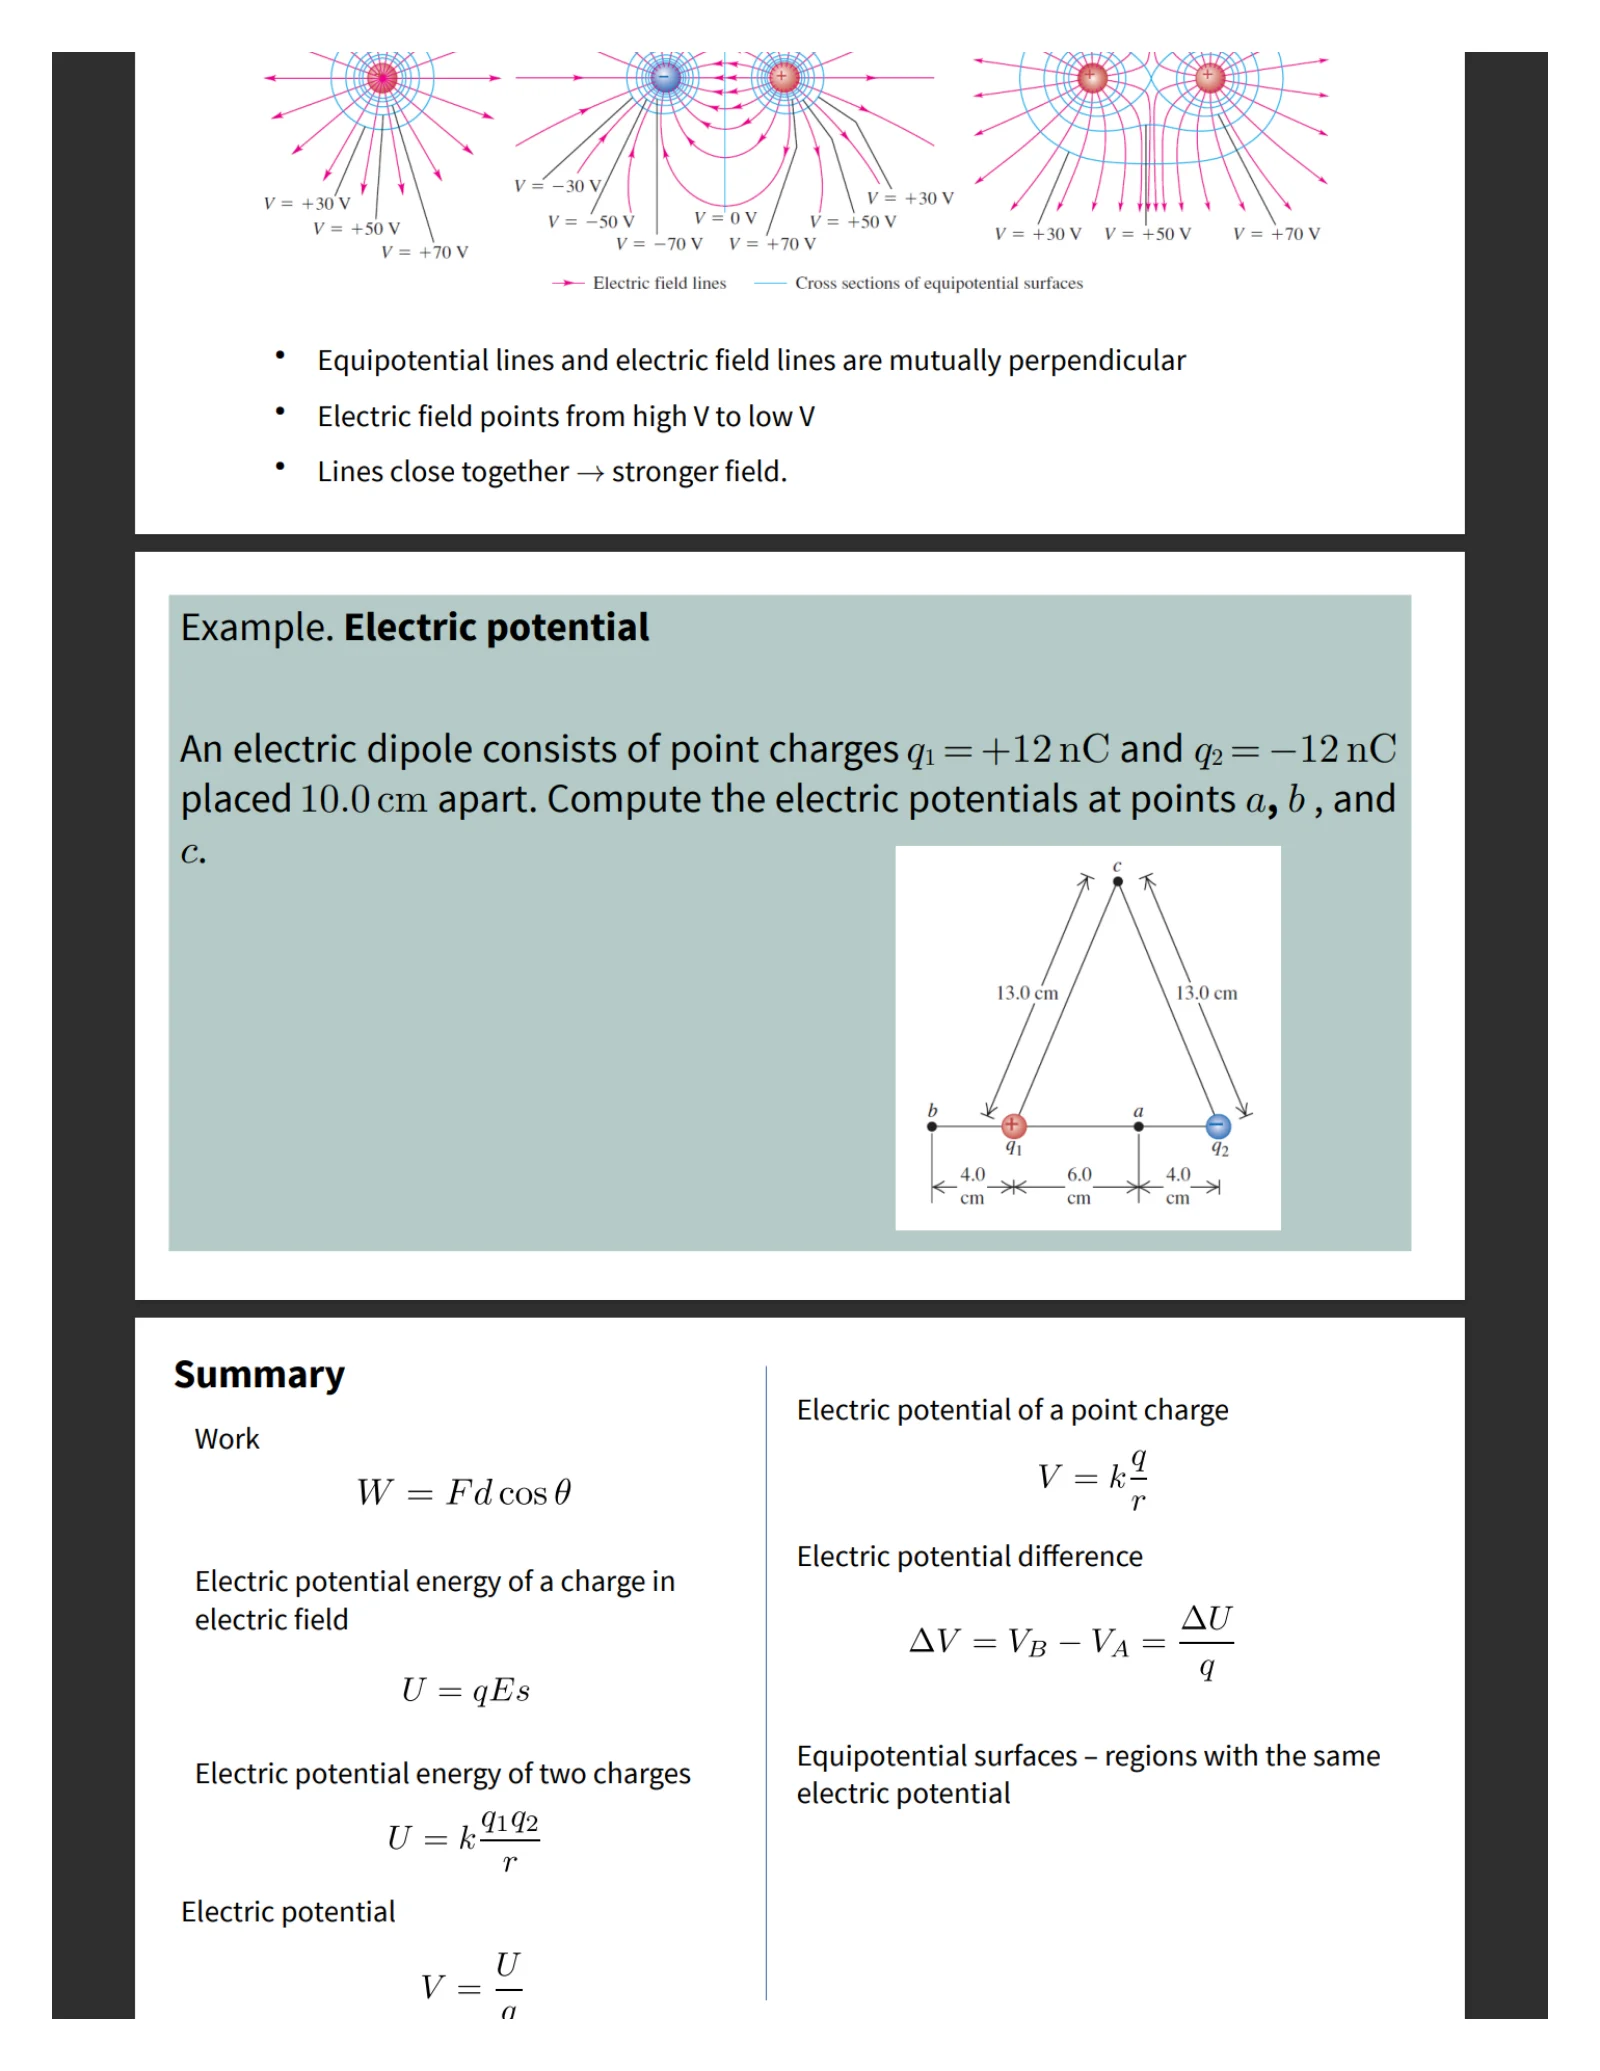 V = +30 V
V = +50 V
V = +70 V
V = −30 V
V = −50 V
V = −70 V
V = 0 V
V = +70 V
V = +50 V
V = +30 V
V = +30 V
V = +50 V
V = +70 V
Electric field lines
Cross sections of equipotential surfaces
• Equipotential lines and electric field lines are mutually perpendicular
• Electric field points from high V to low V
• Lines close together → stronger field.
Example. Electric potential
An electric dipole consists of point charges q₁ = +12 nC and q₂ = −12 nC
placed 10.0 cm apart. Compute the electric potentials at points a, b , and
c.
c
13.0 cm
13.0 cm
b
+
a
−
q₁
q₂
4.0
cm
6.0
cm
4.0
cm
Summary
Work
W = Fd cos θ
Electric potential energy of a charge in
electric field
U = qEs
Electric potential energy of two charges
U = k q₁q₂ / r
Electric potential
V = U / q
Electric potential of a point charge
V = k q / r
Electric potential difference
ΔV = V_B − V_A = ΔU / q
Equipotential surfaces – regions with the same
electric potential